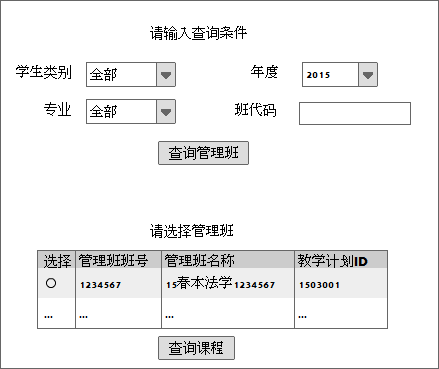 请输入查询条件
学生类别 全部 年度 2015
专业 全部 班代码
查询管理班
请选择管理班
选择 管理班班号 管理班名称 教学计划ID
1234567 15春本法学1234567 1503001
... ... ... ...
查询课程